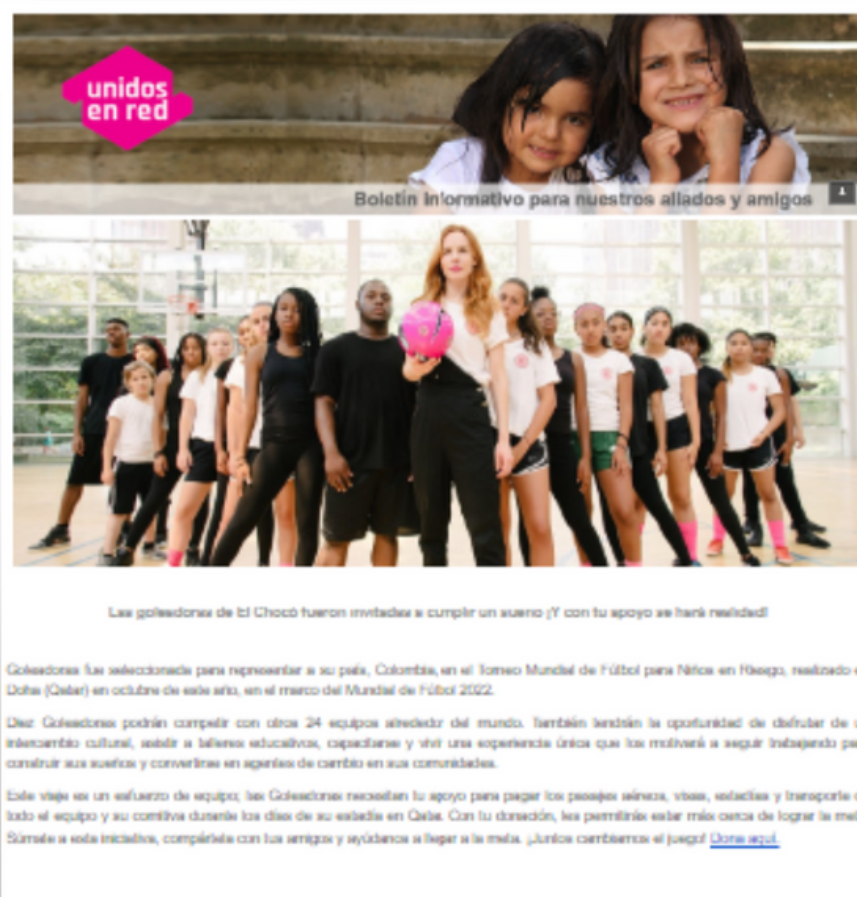 unidos
en red
Boletín Informativo para nuestros aliados y amigos
Las goleadoras de El Chocó fueron invitadas a cumplir un sueño ¡Y con tu apoyo se hará realidad!
Goleadoras fue seleccionada para representar a su país, Colombia, en el Torneo Mundial de Fútbol para Niños en Riesgo, realizado
Doha (Qatar) en octubre de este año, en el marco del Mundial de Fútbol 2022.
Diez Goleadoras podrán competir con otros 24 equipos alrededor del mundo. También tendrán la oportunidad de disfrutar de
intercambio cultural, asistir a talleres educativos, capacitarse y vivir una experiencia única que los motivará a seguir trabajando
construir sus sueños y convertirse en agentes de cambio en sus comunidades.
Este viaje es un esfuerzo de equipo; las Goleadoras necesitan tu apoyo para pagar los pasajes aéreos, visas, estadías y transporte
todo el equipo y su comitiva durante los días de su estadía en Qatar. Con tu donación, les permitirás estar más cerca de lograr la
Súmate a esta iniciativa, compártela con tus amigos y ayúdanos a llegar a la meta. ¡Juntos cambiamos el juego! Dona aquí.